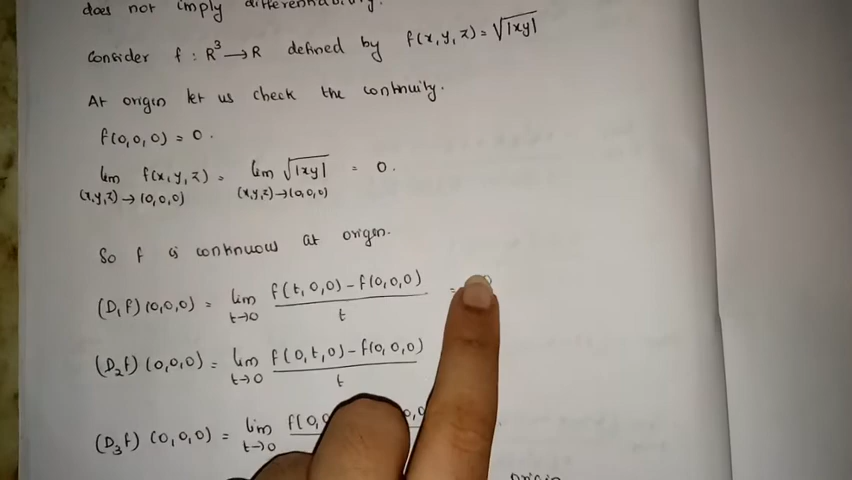 does not imply differentiability.
Consider f : R³ → R defined by f(x, y, z) = √|xy|
At origin let us check the continuity.
f(0,0,0) = 0.
lim f(x,y,z) = lim √|xy| = 0.
(x,y,z) → (0,0,0) (x,y,z) → (0,0,0)
So f is continuous at origin.
(D₁f)(0,0,0) = lim t→0 f(t,0,0) − f(0,0,0) / t =
(D₂f)(0,0,0) = lim t→0 f(0,t,0) − f(0,0,0) / t
(D₃f)(0,0,0) = lim t→0 f(0,0
origin